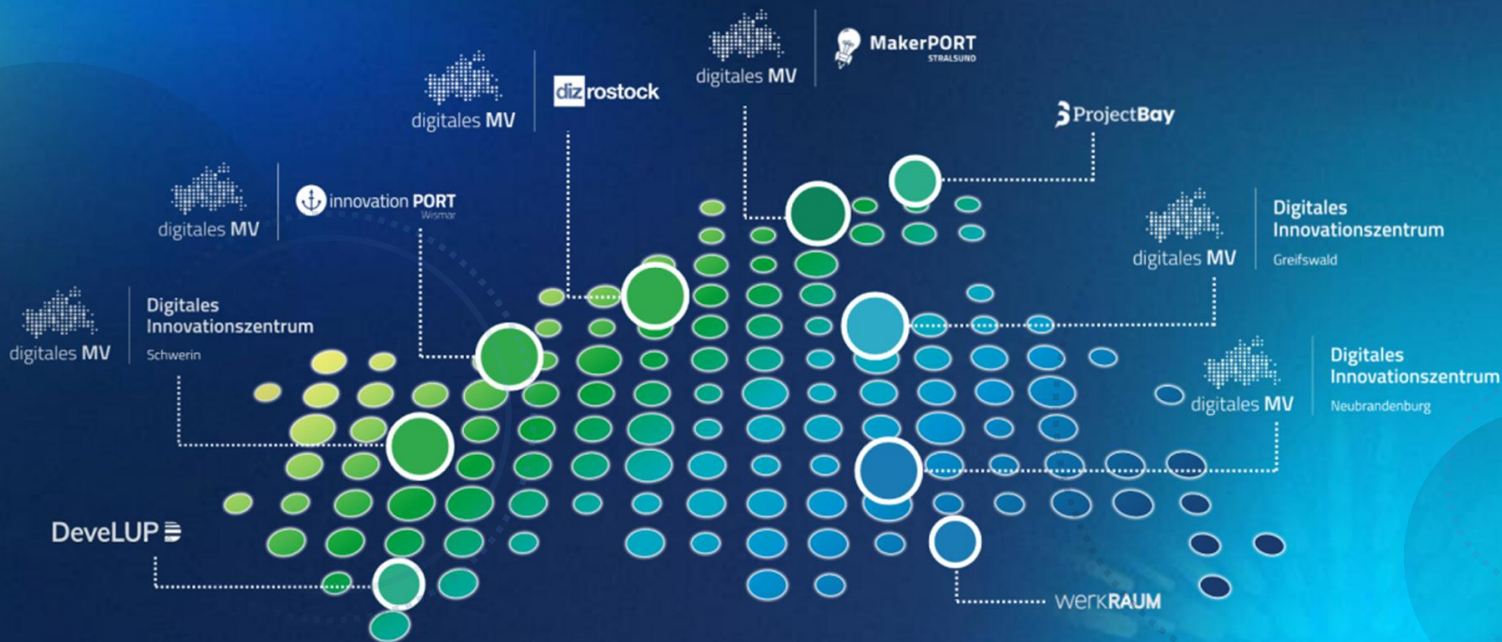 digitales MV
MakerPORT
STRALSUND
digitales MV
diz rostock
ProjectBay
digitales MV
innovation PORT
Wismar
digitales MV
Digitales
Innovationszentrum
Greifswald
digitales MV
Digitales
Innovationszentrum
Schwerin
digitales MV
Digitales
Innovationszentrum
Neubrandenburg
DeveLUP
werkRAUM